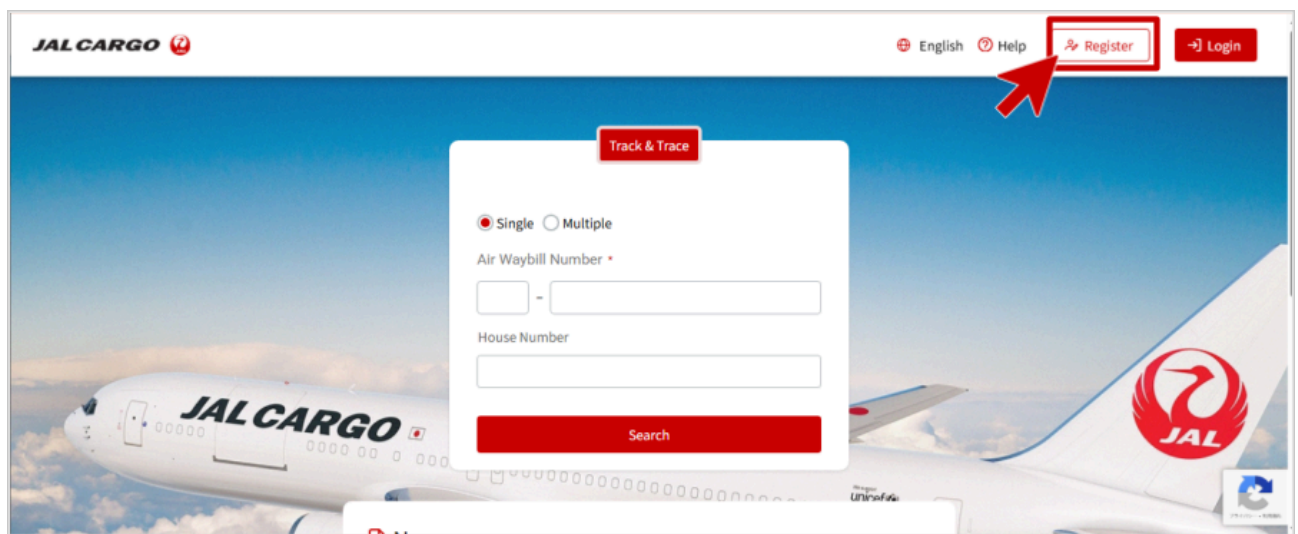 JAL CARGO
English Help Register Login
Track & Trace
Single Multiple
Air Waybill Number *
-
House Number
Search
JAL CARGO
JAL
unicef